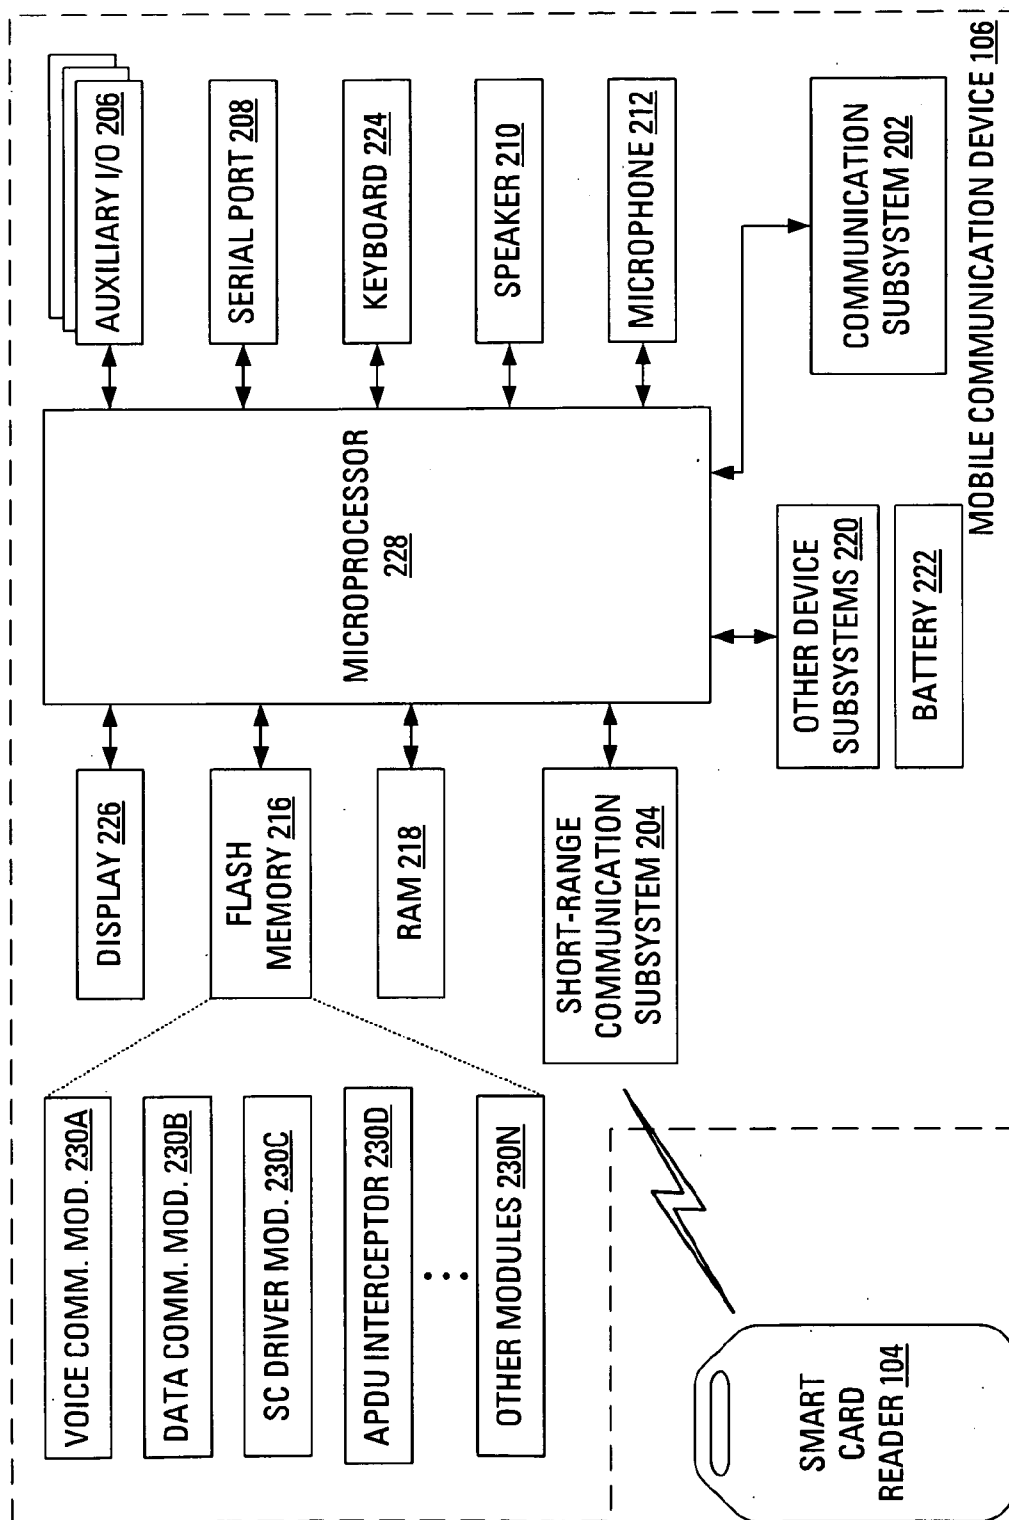 VOICE COMM. MOD. 230A
DATA COMM. MOD. 230B
SC DRIVER MOD. 230C
APDU INTERCEPTOR 230D
OTHER MODULES 230N
SMART
CARD
READER 104
DISPLAY 226
FLASH
MEMORY 216
RAM 218
SHORT-RANGE
COMMUNICATION
SUBSYSTEM 204
MICROPROCESSOR
228
OTHER DEVICE
SUBSYSTEMS 220
BATTERY 222
AUXILIARY I/O 206
SERIAL PORT 208
KEYBOARD 224
SPEAKER 210
MICROPHONE 212
COMMUNICATION
SUBSYSTEM 202
MOBILE COMMUNICATION DEVICE 106